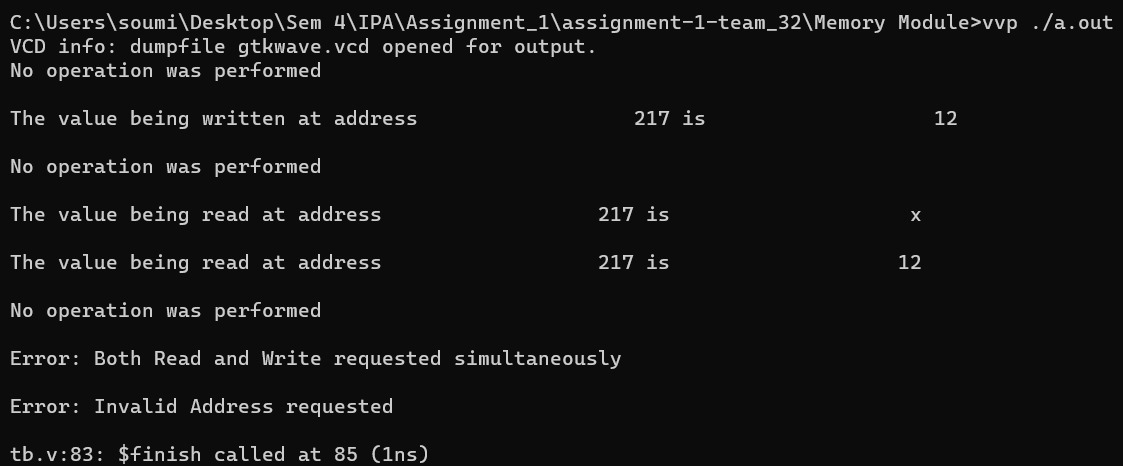 C:\Users\soumi\Desktop\Sem 4\IPA\Assignment_1\assignment-1-team_32\Memory Module>vvp ./a.out
VCD info: dumpfile gtkwave.vcd opened for output.
No operation was performed
The value being written at address                  217 is                   12
No operation was performed
The value being read at address                  217 is                    x
The value being read at address                  217 is                   12
No operation was performed
Error: Both Read and Write requested simultaneously
Error: Invalid Address requested
tb.v:83: $finish called at 85 (1ns)